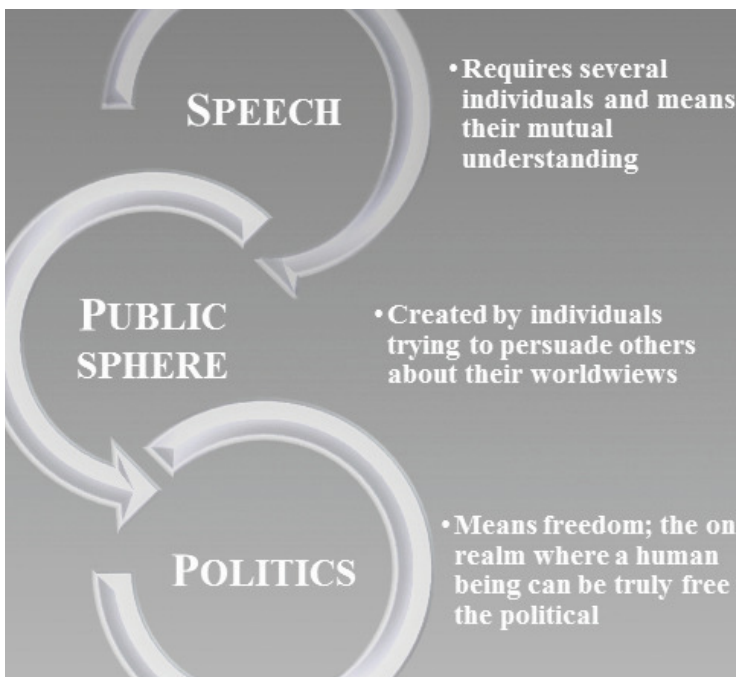 SPEECH
• Requires several
individuals and means
their mutual
understanding
PUBLIC
SPHERE
• Created by individuals
trying to persuade others
about their worldwiews
POLITICS
• Means freedom; the on
realm where a human
being can be truly free
the political